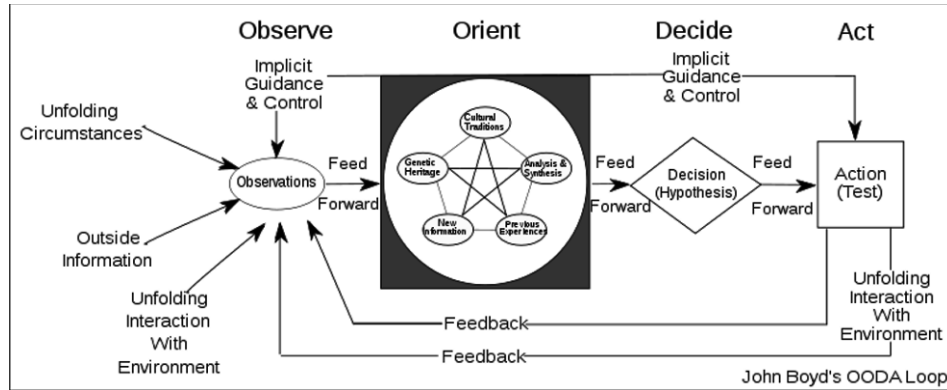 Observe
Orient
Decide
Act
Implicit
Guidance
& Control
Implicit
Guidance
& Control
Unfolding
Circumstances
Observations
Feed
Forward
Cultural
Traditions
Genetic
Heritage
Analysis &
Synthesis
New
Information
Previous
Experiences
Feed
Forward
Decision
(Hypothesis)
Feed
Forward
Action
(Test)
Outside
Information
Unfolding
Interaction
With
Environment
Unfolding
Interaction
With
Environment
Feedback
Feedback
John Boyd's OODA Loop